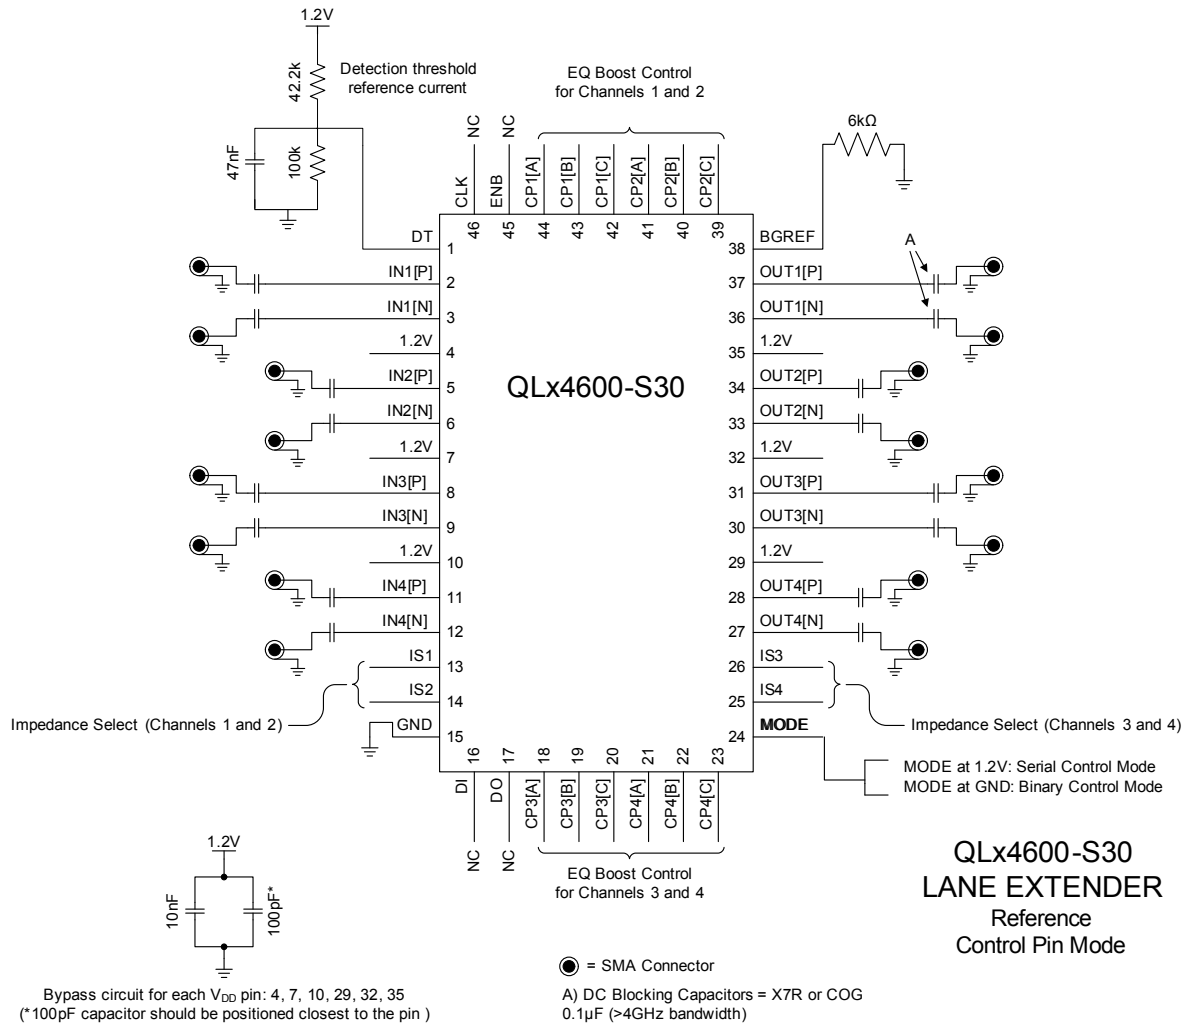 1.2V
42.2k
Detection threshold
reference current
47nF
100k
EQ Boost Control
for Channels 1 and 2
NC
NC
CLK
ENB
CP1[A]
CP1[B]
CP1[C]
CP2[A]
CP2[B]
CP2[C]
46
45
44
43
42
41
40
39
6kΩ
A
DT
1
IN1[P]
2
IN1[N]
3
1.2V
4
IN2[P]
5
IN2[N]
6
1.2V
7
IN3[P]
8
IN3[N]
9
1.2V
10
IN4[P]
11
IN4[N]
12
IS1
13
IS2
14
GND
15
Impedance Select (Channels 1 and 2)
QLx4600-S30
38
BGREF
37
OUT1[P]
36
OUT1[N]
35
1.2V
34
OUT2[P]
33
OUT2[N]
32
1.2V
31
OUT3[P]
30
OUT3[N]
29
1.2V
28
OUT4[P]
27
OUT4[N]
26
IS3
25
IS4
24
MODE
Impedance Select (Channels 3 and 4)
MODE at 1.2V: Serial Control Mode
MODE at GND: Binary Control Mode
16
17
18
19
20
21
22
23
DI
DO
CP3[A]
CP3[B]
CP3[C]
CP4[A]
CP4[B]
CP4[C]
NC
NC
EQ Boost Control
for Channels 3 and 4
1.2V
10nF
100pF*
Bypass circuit for each VDD pin: 4, 7, 10, 29, 32, 35
(*100pF capacitor should be positioned closest to the pin )
= SMA Connector
A) DC Blocking Capacitors = X7R or COG
0.1µF (>4GHz bandwidth)
QLx4600-S30
LANE EXTENDER
Reference
Control Pin Mode